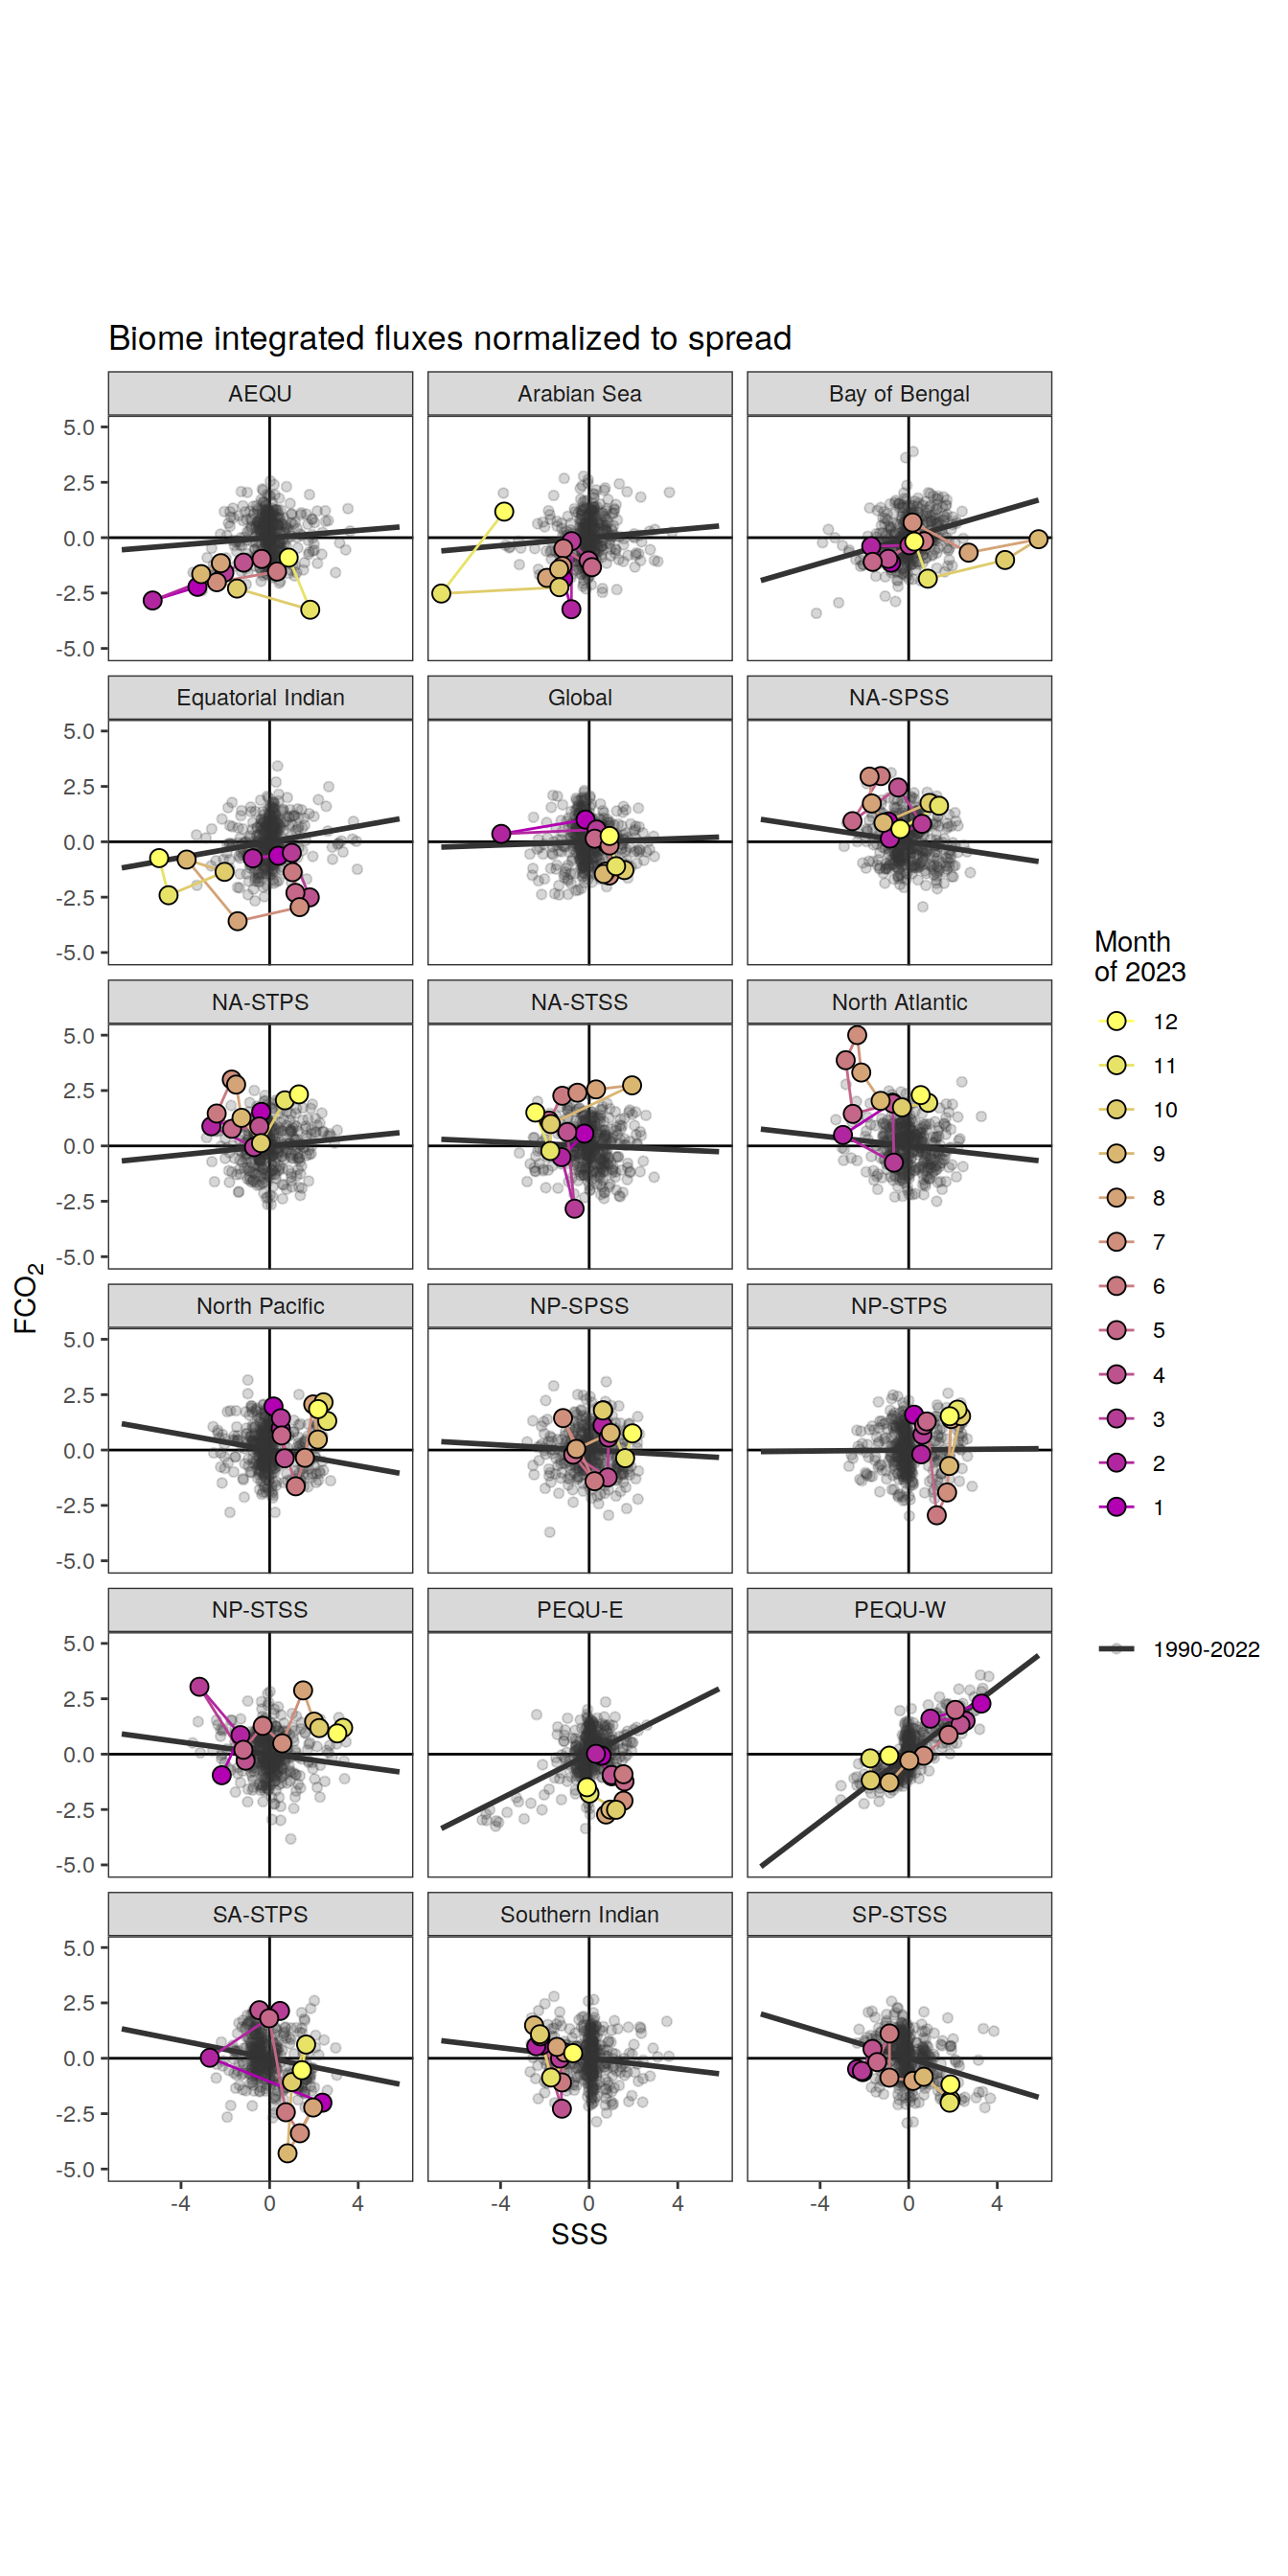 Biome integrated fluxes normalized to spread
AEQU
Arabian Sea
Bay of Bengal
5.0
2.5
0.0
-2.5
-5.0
Equatorial Indian
Global
NA-SPSS
5.0
2.5
0.0
-2.5
-5.0
NA-STPS
NA-STSS
North Atlantic
5.0
2.5
0.0
-2.5
-5.0
North Pacific
NP-SPSS
NP-STPS
5.0
2.5
0.0
-2.5
-5.0
NP-STSS
PEQU-E
PEQU-W
5.0
2.5
0.0
-2.5
-5.0
SA-STPS
Southern Indian
SP-STSS
5.0
2.5
0.0
-2.5
-5.0
-4 0 4
-4 0 4
-4 0 4
SSS
FCO₂
Month
of 2023
12
11
10
9
8
7
6
5
4
3
2
1
1990-2022